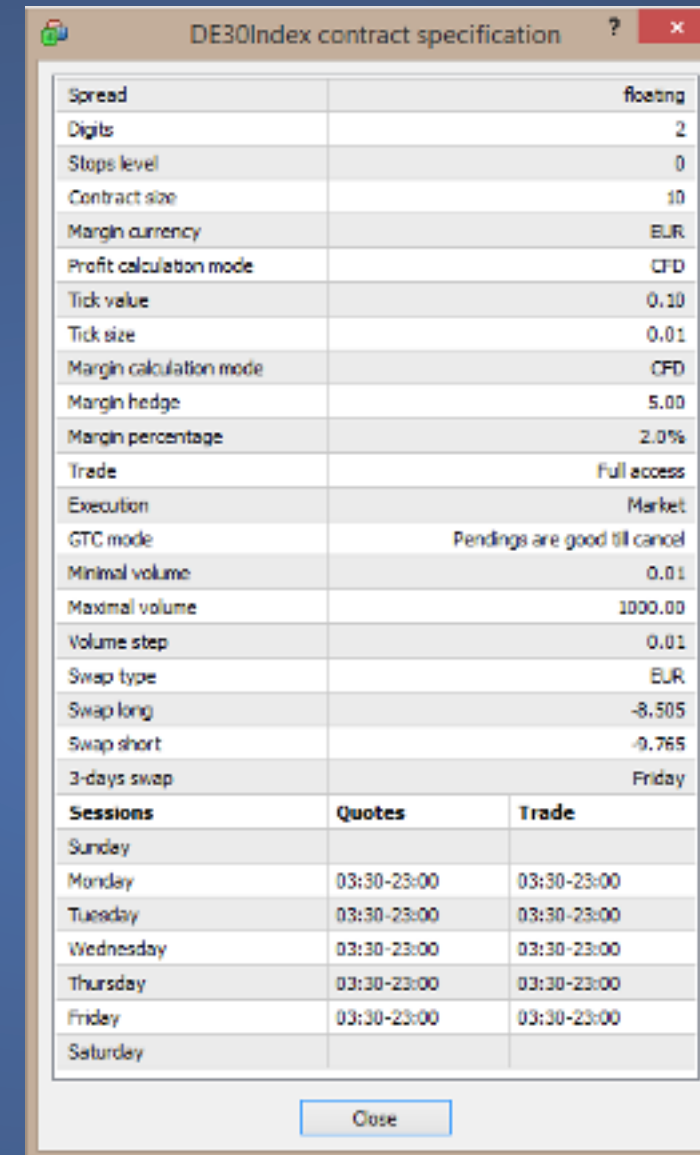 DE30Index contract specification ? ×
Spread floating
Digits 2
Stops level 0
Contract size 10
Margin currency EUR
Profit calculation mode CFD
Tick value 0.10
Tick size 0.01
Margin calculation mode CFD
Margin hedge 5.00
Margin percentage 2.0%
Trade Full access
Execution Market
GTC mode Pendings are good till cancel
Minimal volume 0.01
Maximal volume 1000.00
Volume step 0.01
Swap type EUR
Swap long -8.505
Swap short -9.765
3-days swap Friday
Sessions Quotes Trade
Sunday
Monday 03:30-23:00 03:30-23:00
Tuesday 03:30-23:00 03:30-23:00
Wednesday 03:30-23:00 03:30-23:00
Thursday 03:30-23:00 03:30-23:00
Friday 03:30-23:00 03:30-23:00
Saturday
Close